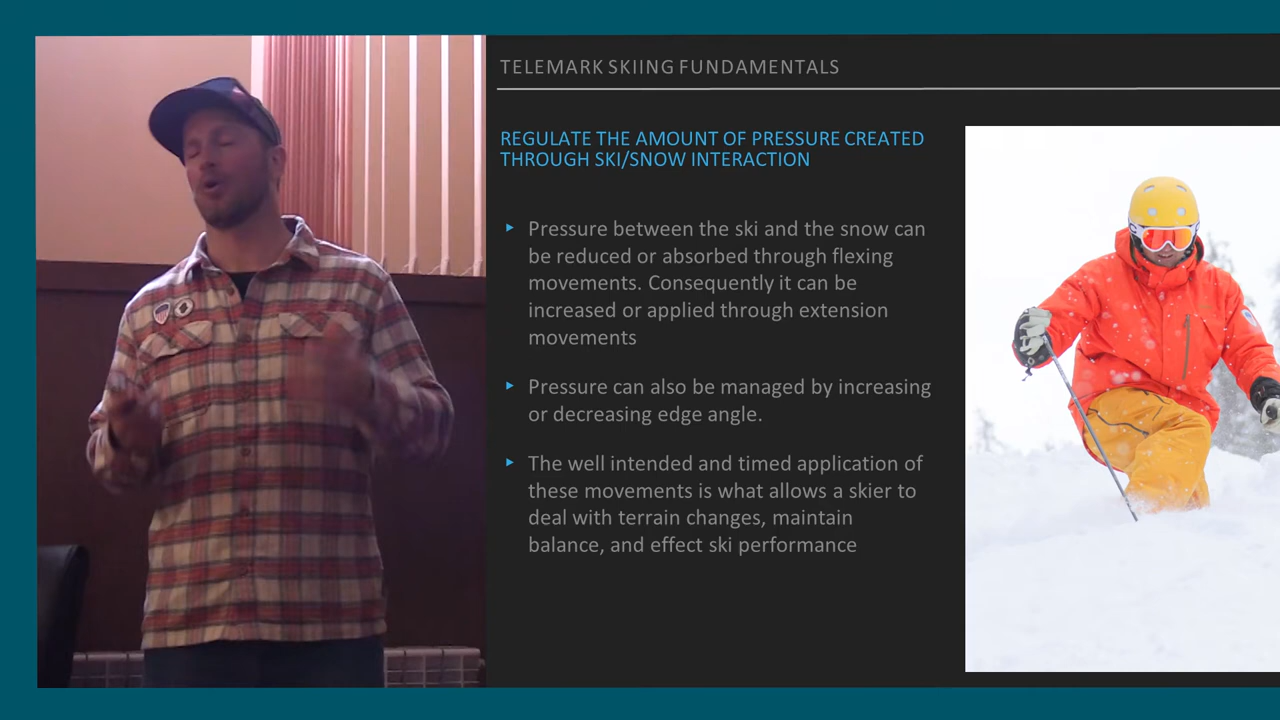 TELEMARK SKIING FUNDAMENTALS
REGULATE THE AMOUNT OF PRESSURE CREATED
THROUGH SKI/SNOW INTERACTION
Pressure between the ski and the snow can
be reduced or absorbed through flexing
movements. Consequently it can be
increased or applied through extension
movements
Pressure can also be managed by increasing
or decreasing edge angle.
The well intended and timed application of
these movements is what allows a skier to
deal with terrain changes, maintain
balance, and effect ski performance